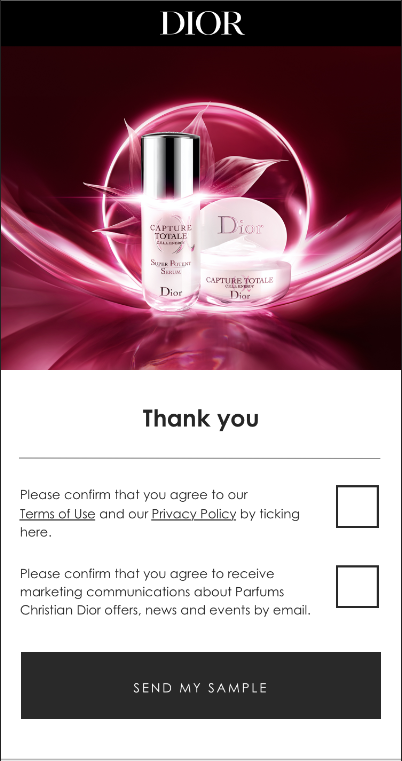 DIOR
CAPTURE
TOTALE
CELL ENERGY
SUPER POTENT
SERUM
Dior
Dior
CAPTURE TOTALE
CELL ENERGY
Dior
Thank you
Please confirm that you agree to our
Terms of Use and our Privacy Policy by ticking
here.
Please confirm that you agree to receive
marketing communications about Parfums
Christian Dior offers, news and events by email.
SEND MY SAMPLE